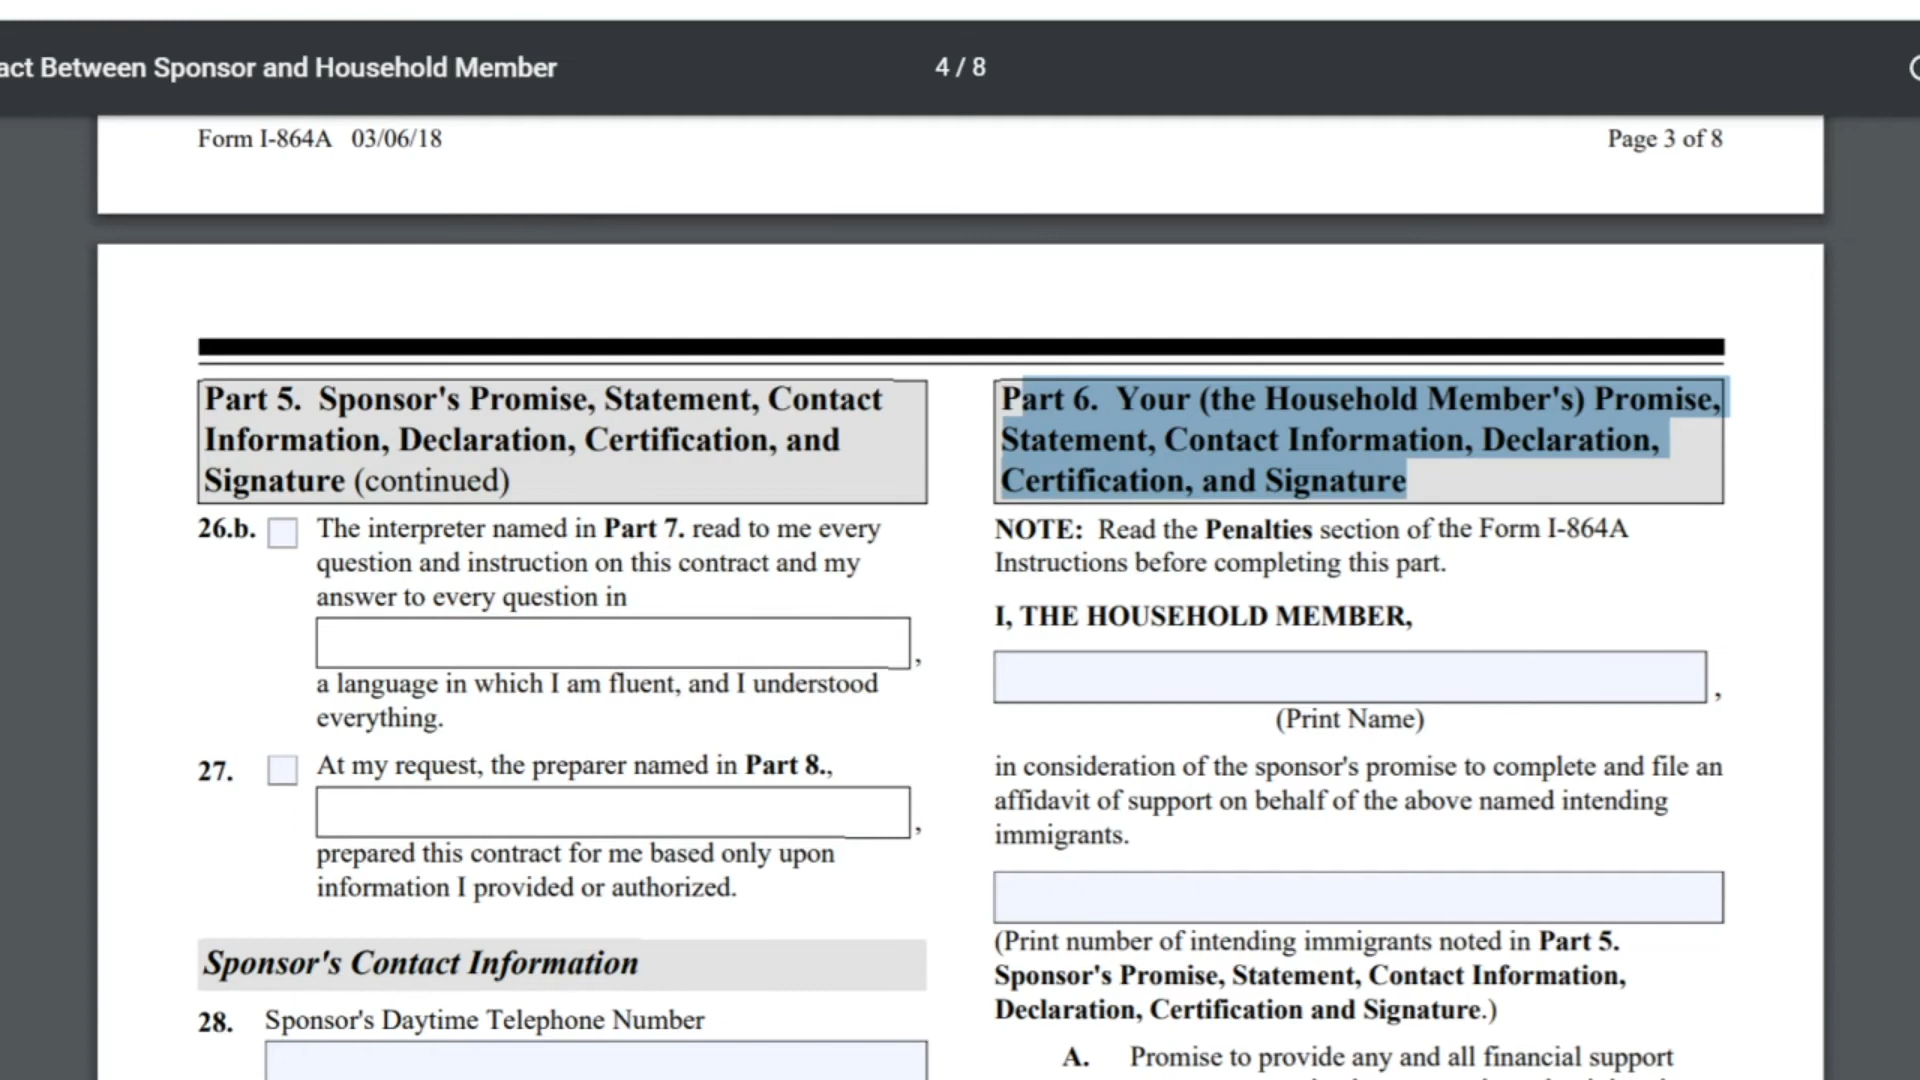 act Between Sponsor and Household Member
4 / 8
Form I-864A 03/06/18
Page 3 of 8
Part 5. Sponsor's Promise, Statement, Contact
Information, Declaration, Certification, and
Signature (continued)
26.b. The interpreter named in Part 7. read to me every
question and instruction on this contract and my
answer to every question in
,
a language in which I am fluent, and I understood
everything.
27. At my request, the preparer named in Part 8.,
,
prepared this contract for me based only upon
information I provided or authorized.
Sponsor's Contact Information
28. Sponsor's Daytime Telephone Number
Part 6. Your (the Household Member's) Promise,
Statement, Contact Information, Declaration,
Certification, and Signature
NOTE: Read the Penalties section of the Form I-864A
Instructions before completing this part.
I, THE HOUSEHOLD MEMBER,
,
(Print Name)
in consideration of the sponsor's promise to complete and file an
affidavit of support on behalf of the above named intending
immigrants.
(Print number of intending immigrants noted in Part 5.
Sponsor's Promise, Statement, Contact Information,
Declaration, Certification and Signature.)
A. Promise to provide any and all financial support